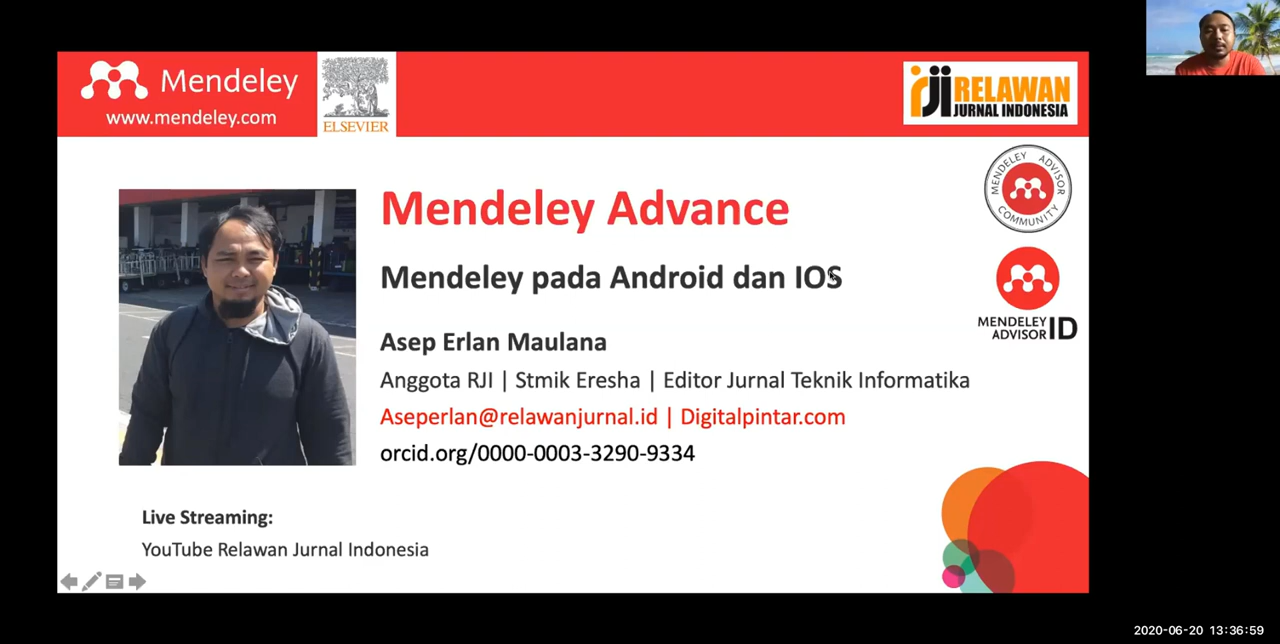 Mendeley
www.mendeley.com
ELSEVIER
rji RELAWAN
JURNAL INDONESIA
MENDELEY ADVISOR
COMMUNITY
Mendeley Advance
Mendeley pada Android dan IOS
MENDELEY
ADVISOR ID
Asep Erlan Maulana
Anggota RJI | Stmik Eresha | Editor Jurnal Teknik Informatika
Aseperlan@relawanjurnal.id | Digitalpintar.com
orcid.org/0000-0003-3290-9334
Live Streaming:
YouTube Relawan Jurnal Indonesia
2020-06-20 13:36:59